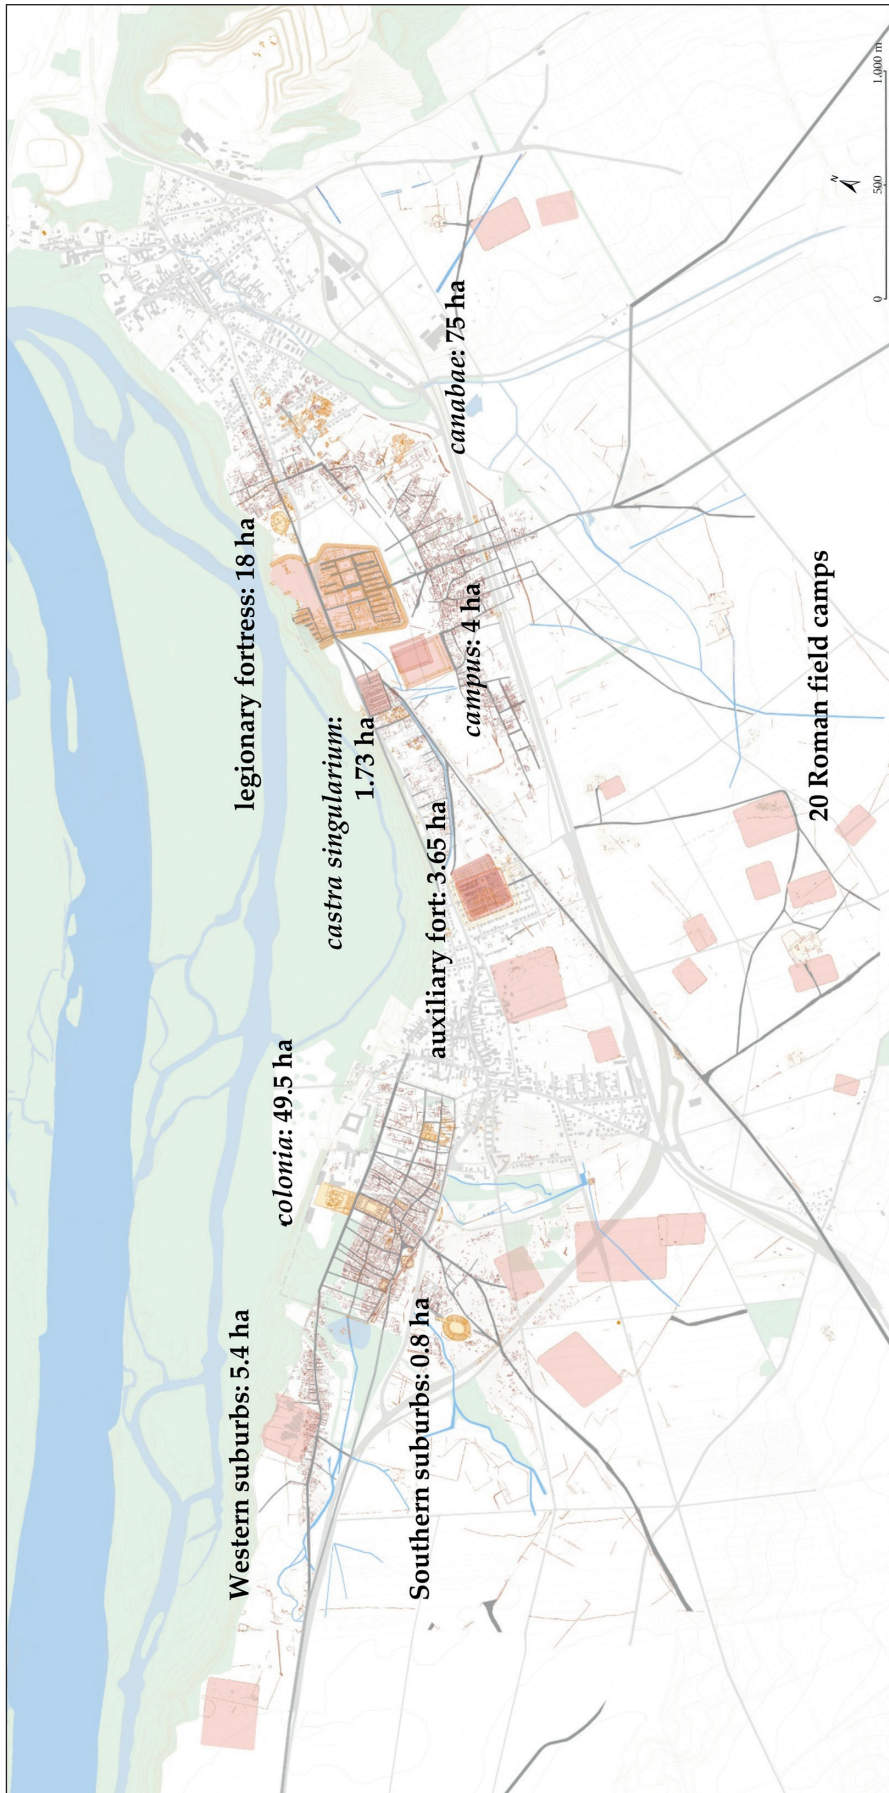 Western suburbs: 5.4 ha
colonia: 49.5 ha
castra singularium:
1.73 ha
legionary fortress: 18 ha
Southern suburbs: 0.8 ha
auxiliary fort: 3.65 ha
campus: 4 ha
canabae: 75 ha
20 Roman field camps
N
0 500 1.000 m